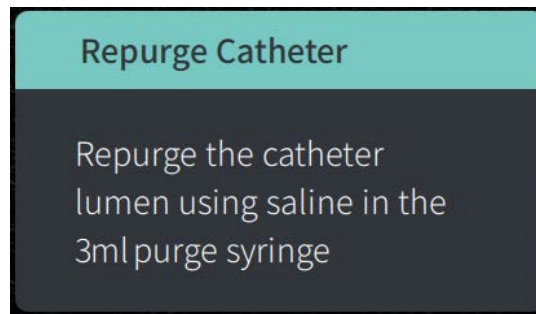 Repurge Catheter
Repurge the catheter
lumen using saline in the
3ml purge syringe